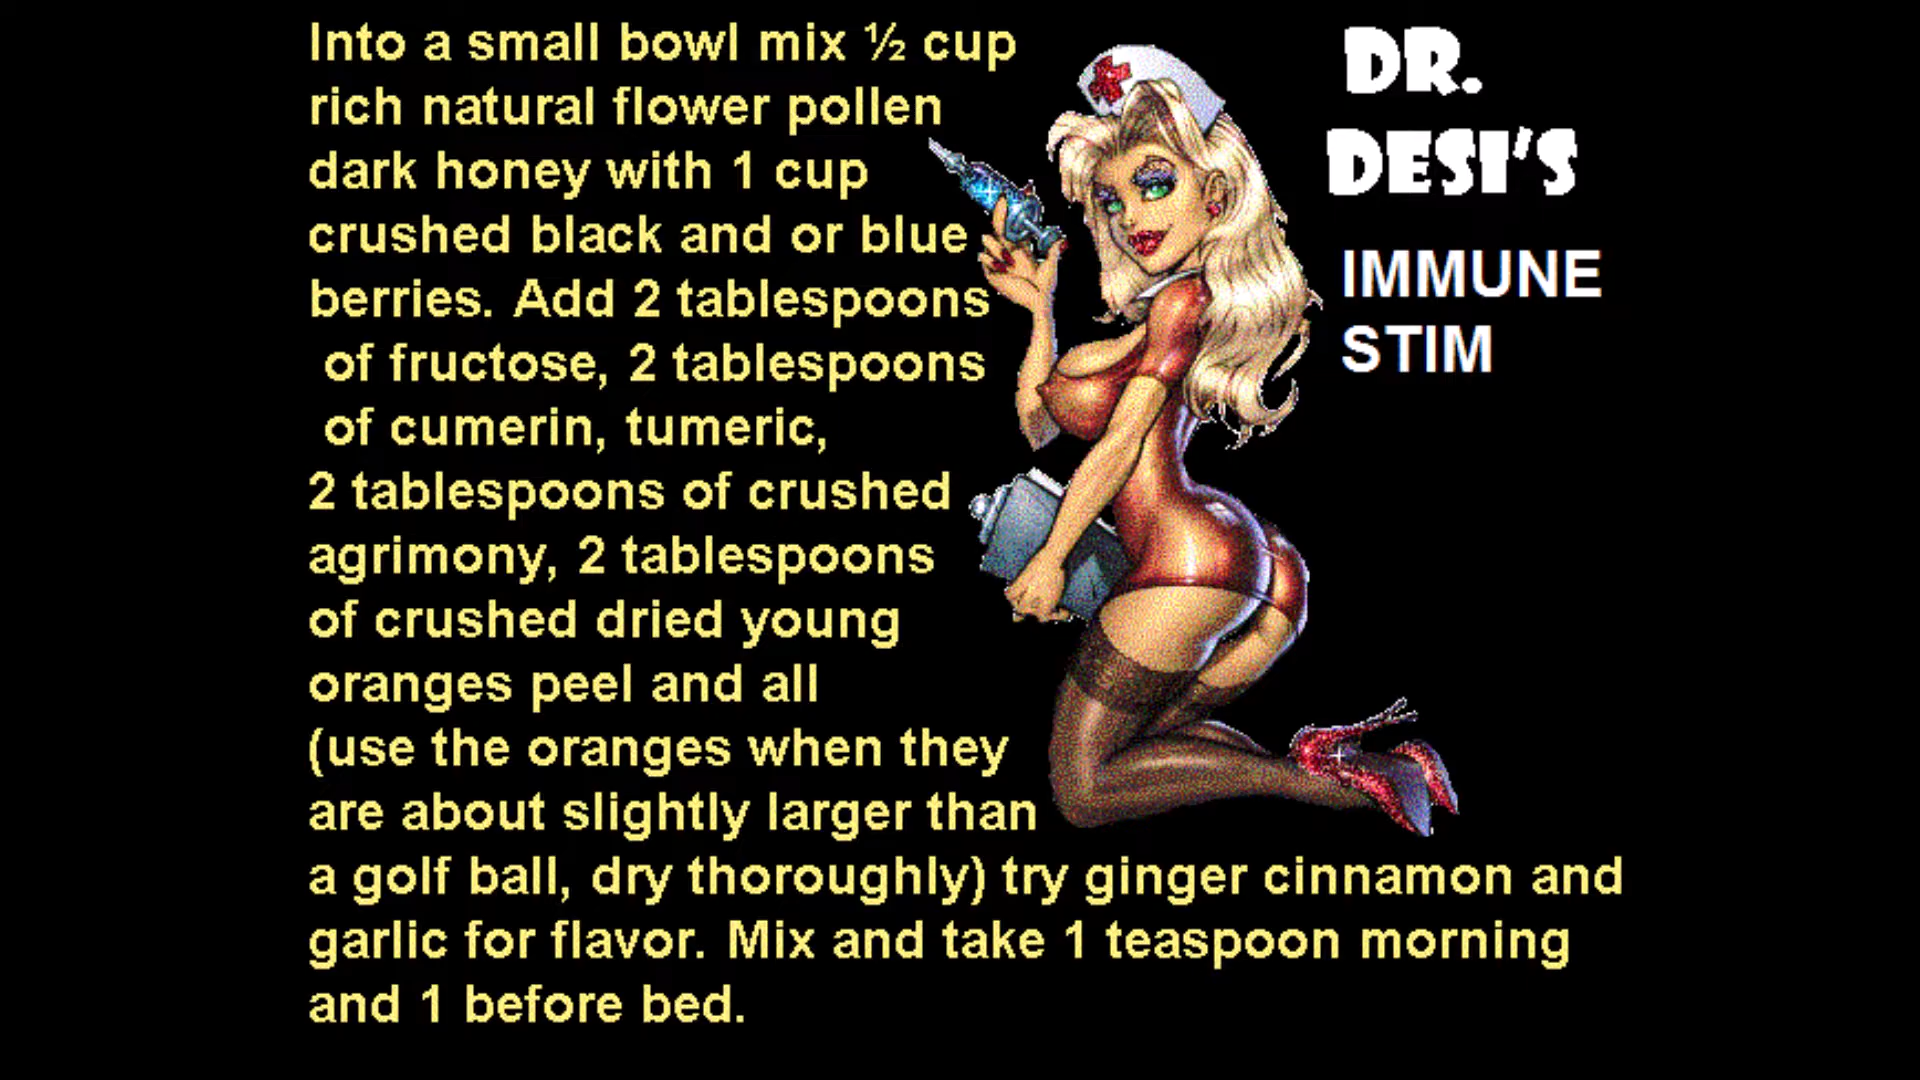 Into a small bowl mix ½ cup
rich natural flower pollen
dark honey with 1 cup
crushed black and or blue
berries. Add 2 tablespoons
of fructose, 2 tablespoons
of cumerin, tumeric,
2 tablespoons of crushed
agrimony, 2 tablespoons
of crushed dried young
oranges peel and all
(use the oranges when they
are about slightly larger than
a golf ball, dry thoroughly) try ginger cinnamon and
garlic for flavor. Mix and take 1 teaspoon morning
and 1 before bed.
DR.
DESI'S
IMMUNE
STIM